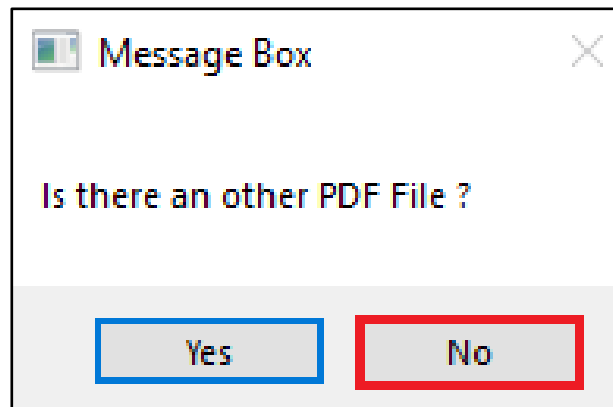 Message Box
Is there an other PDF File ?
Yes
No